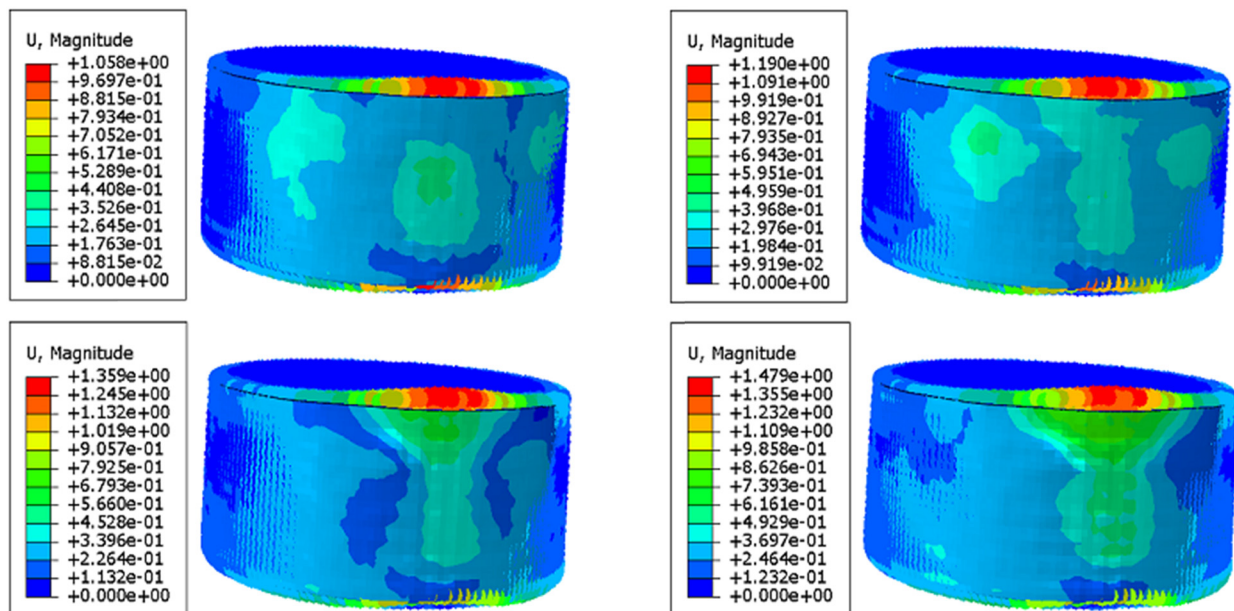 U, Magnitude
+1.058e+00
+9.697e-01
+8.815e-01
+7.934e-01
+7.052e-01
+6.171e-01
+5.289e-01
+4.408e-01
+3.526e-01
+2.645e-01
+1.763e-01
+8.815e-02
+0.000e+00
U, Magnitude
+1.190e+00
+1.091e+00
+9.919e-01
+8.927e-01
+7.935e-01
+6.943e-01
+5.951e-01
+4.959e-01
+3.968e-01
+2.976e-01
+1.984e-01
+9.919e-02
+0.000e+00
U, Magnitude
+1.359e+00
+1.245e+00
+1.132e+00
+1.019e+00
+9.057e-01
+7.925e-01
+6.793e-01
+5.660e-01
+4.528e-01
+3.396e-01
+2.264e-01
+1.132e-01
+0.000e+00
U, Magnitude
+1.479e+00
+1.355e+00
+1.232e+00
+1.109e+00
+9.858e-01
+8.626e-01
+7.393e-01
+6.161e-01
+4.929e-01
+3.697e-01
+2.464e-01
+1.232e-01
+0.000e+00